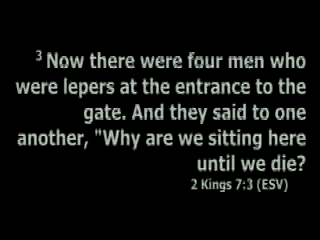 3 Now there were four men who
were lepers at the entrance to the
gate. And they said to one
another, "Why are we sitting here
until we die?
2 Kings 7:3 (ESV)